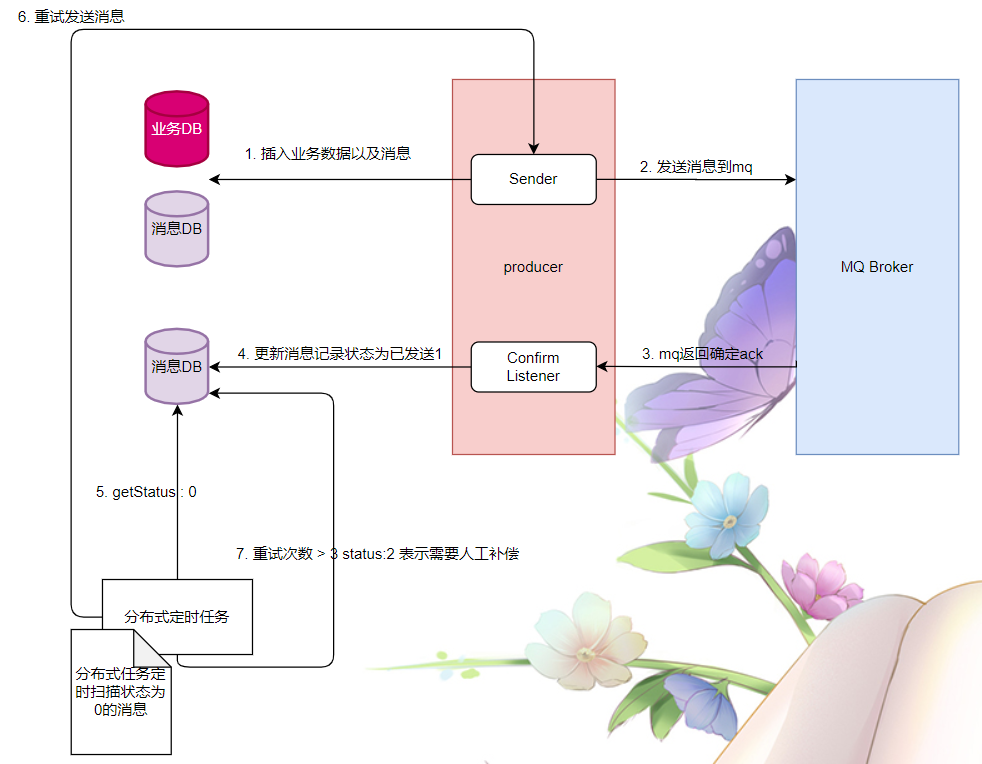 6. 重试发送消息
业务DB
1. 插入业务数据以及消息
Sender
2. 发送消息到mq
消息DB
producer
MQ Broker
消息DB
4. 更新消息记录状态为已发送1
Confirm
Listener
3. mq返回确定ack
5. getStatus : 0
7. 重试次数 > 3 status:2 表示需要人工补偿
分布式定时任务
分布式任务定
时扫描状态为
0的消息